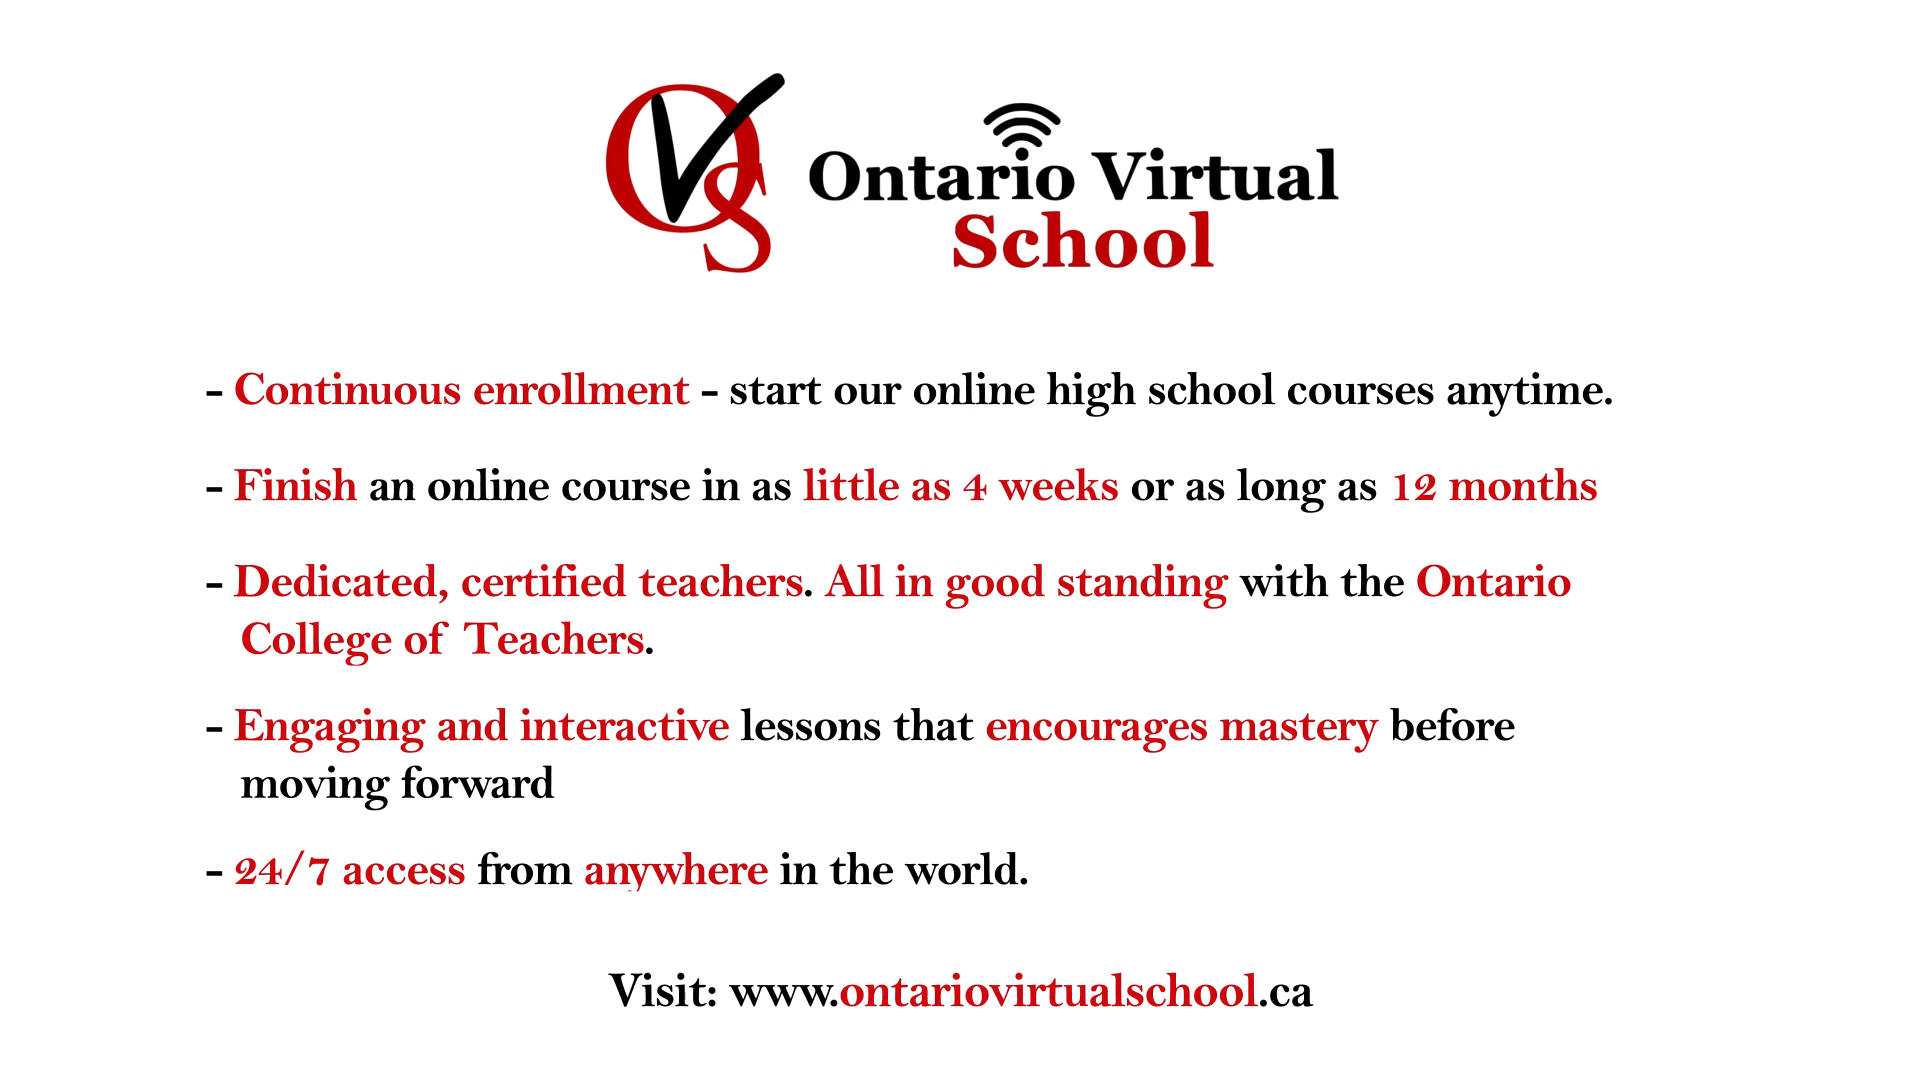 OVS
Ontario Virtual
School
- Continuous enrollment - start our online high school courses anytime.
- Finish an online course in as little as 4 weeks or as long as 12 months
- Dedicated, certified teachers. All in good standing with the Ontario
College of Teachers.
- Engaging and interactive lessons that encourages mastery before
moving forward
- 24/7 access from anywhere in the world.
Visit: www.ontariovirtualschool.ca